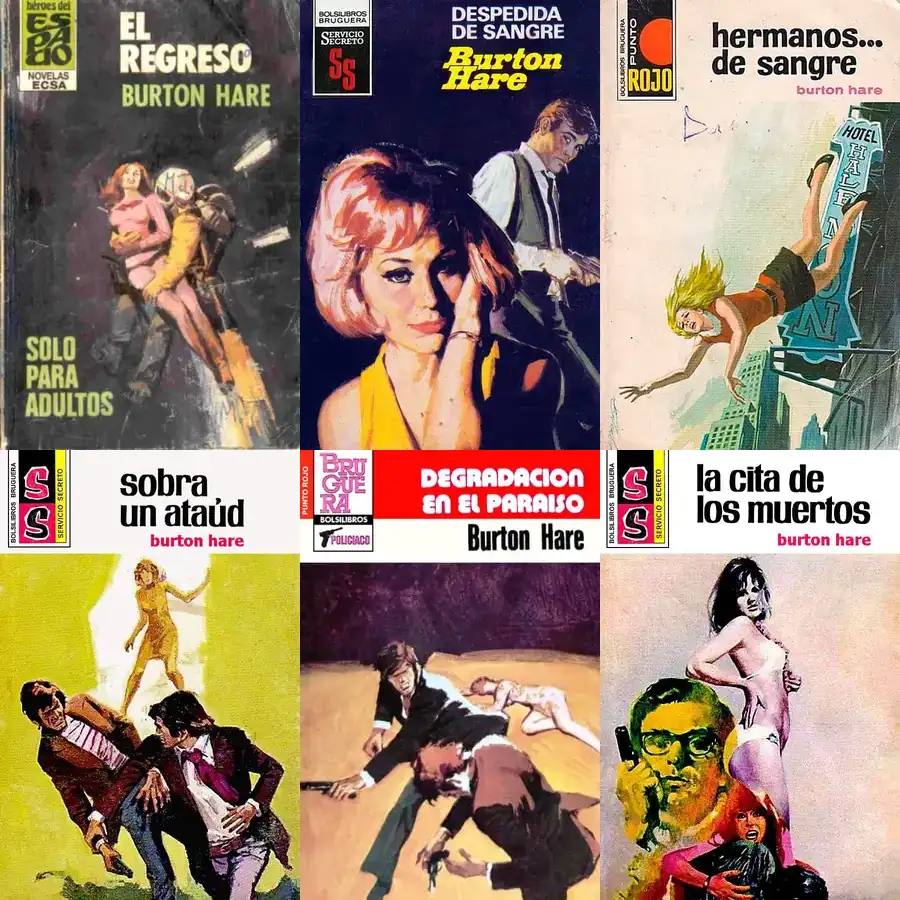 héroes del
ESPACIO
NOVELAS
ECSA
EL
REGRESO
BURTON HARE
SOLO
PARA
ADULTOS
BOLSILIBROS
BRUGUERA
SERVICIO
SECRETO
SS
DESPEDIDA
DE SANGRE
Burton
Hare
BOLSILIBROS BRUGUERA
PUNTO
ROJO
hermanos...
de sangre
burton hare
HOTEL
HALF
MOON
BOLSILIBROS BRUGUERA
SS
SERVICIO SECRETO
sobra
un ataúd
burton hare
PUNTO ROJO
BRU
GUE
RA
BOLSILIBROS
POLICIACO
DEGRADACION
EN EL PARAISO
Burton Hare
BOLSILIBROS BRUGUERA
SS
SERVICIO SECRETO
la cita de
los muertos
burton hare